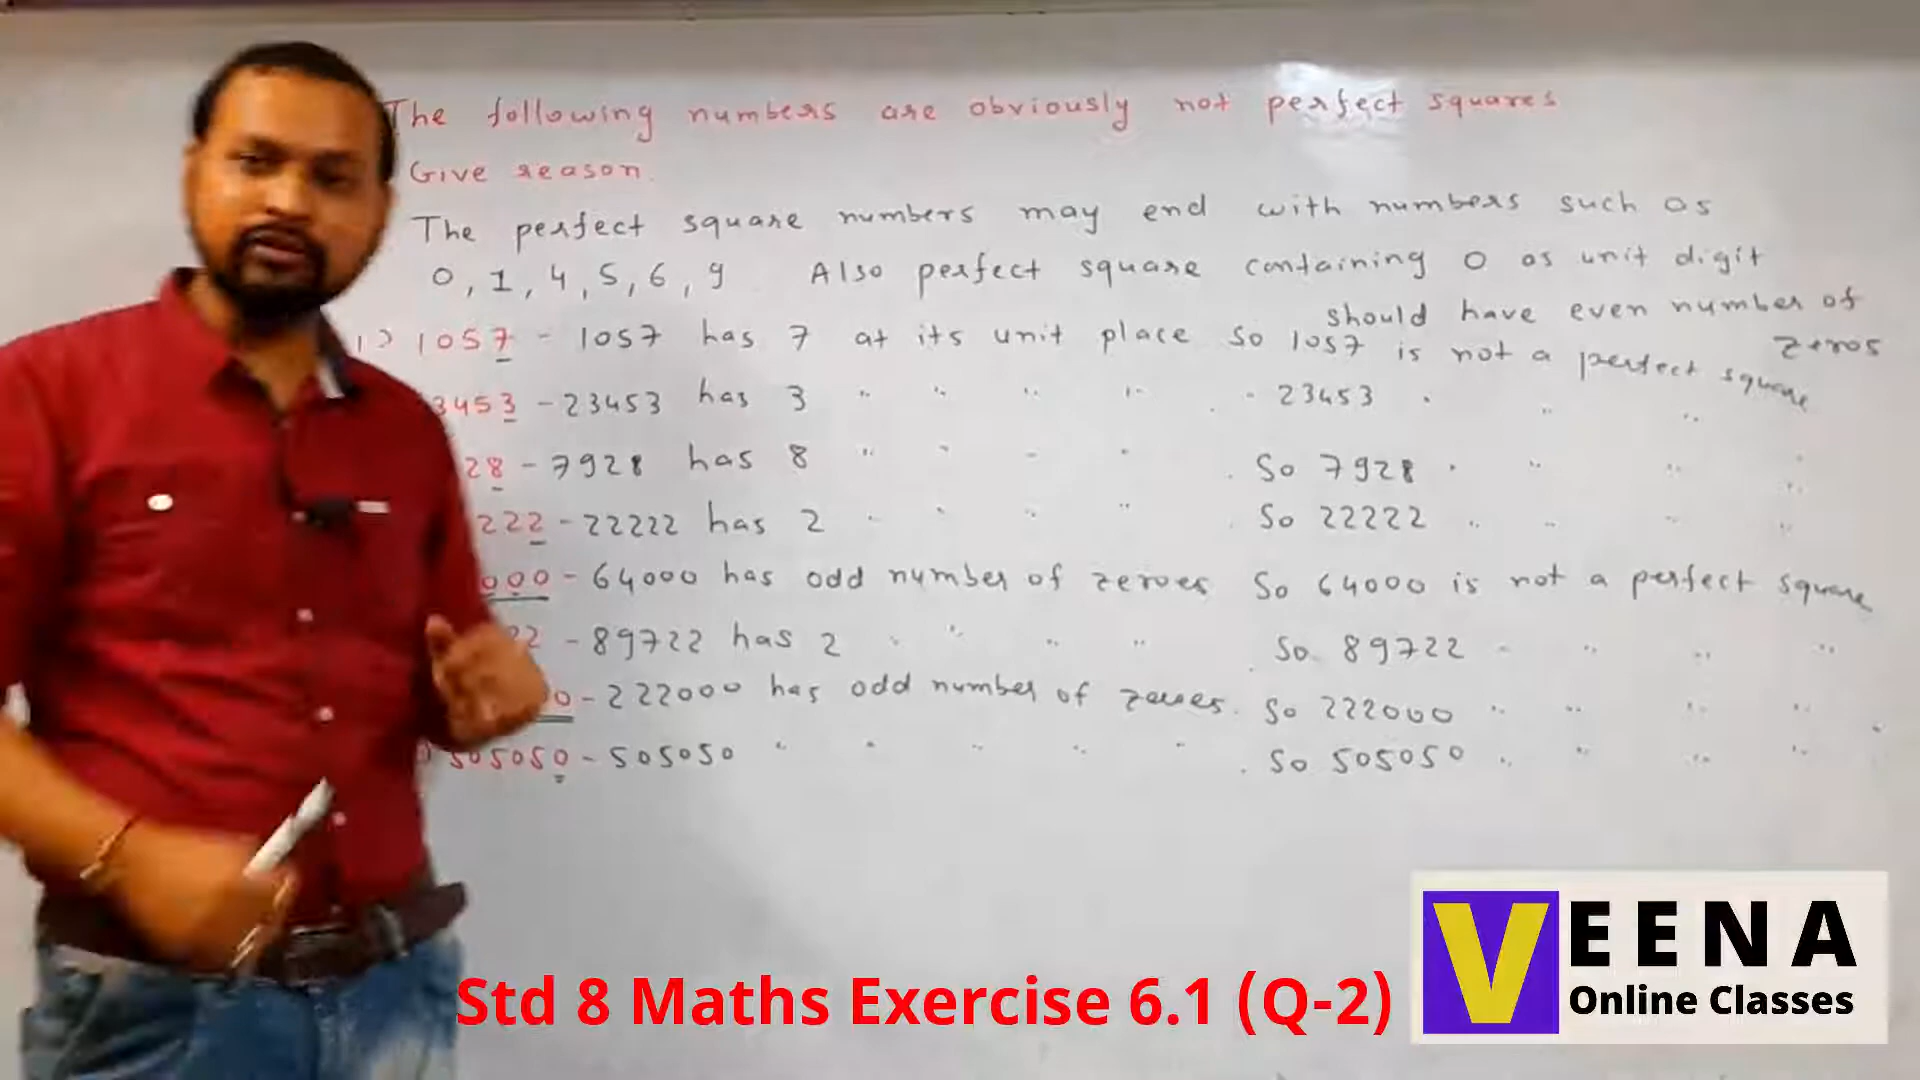 The following numbers are obviously not perfect squares
Give reason.
The perfect square numbers may end with numbers such as
0, 1, 4, 5, 6, 9 Also perfect square containing 0 as unit digit
should have even number of
zeros
1) 1057 - 1057 has 7 at its unit place so 1057 is not a perfect square
3453 - 23453 has 3 " " " " - 23453 " " "
28 - 7928 has 8 " " " " So 7928 " " " "
222 - 22222 has 2 " " " " So 22222 " " " "
000 - 64000 has odd number of zeroes So 64000 is not a perfect square
22 - 89722 has 2 " " " " So 89722 " " " "
0 - 222000 has odd number of zeroes. So 222000 " " " "
) 505050 - 505050 " " " " " So 505050 " " " "
Std 8 Maths Exercise 6.1 (Q-2)
VEENA
Online Classes